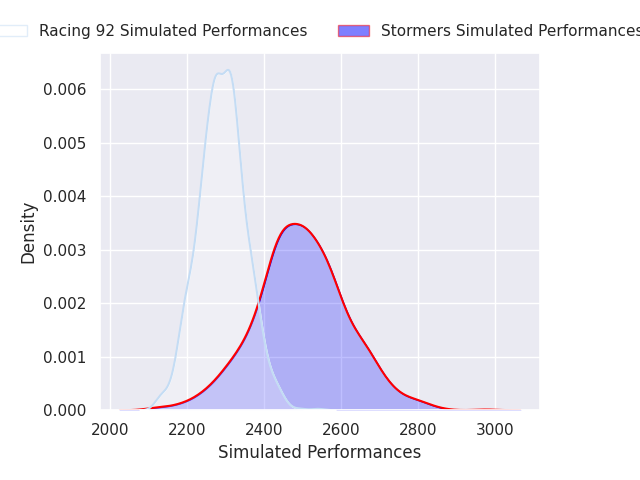 Racing 92 Simulated Performances Stormers Simulated Performances
0.006
0.005
0.004
0.003
0.002
0.001
0.000
Density
2000 2200 2400 2600 2800 3000
Simulated Performances